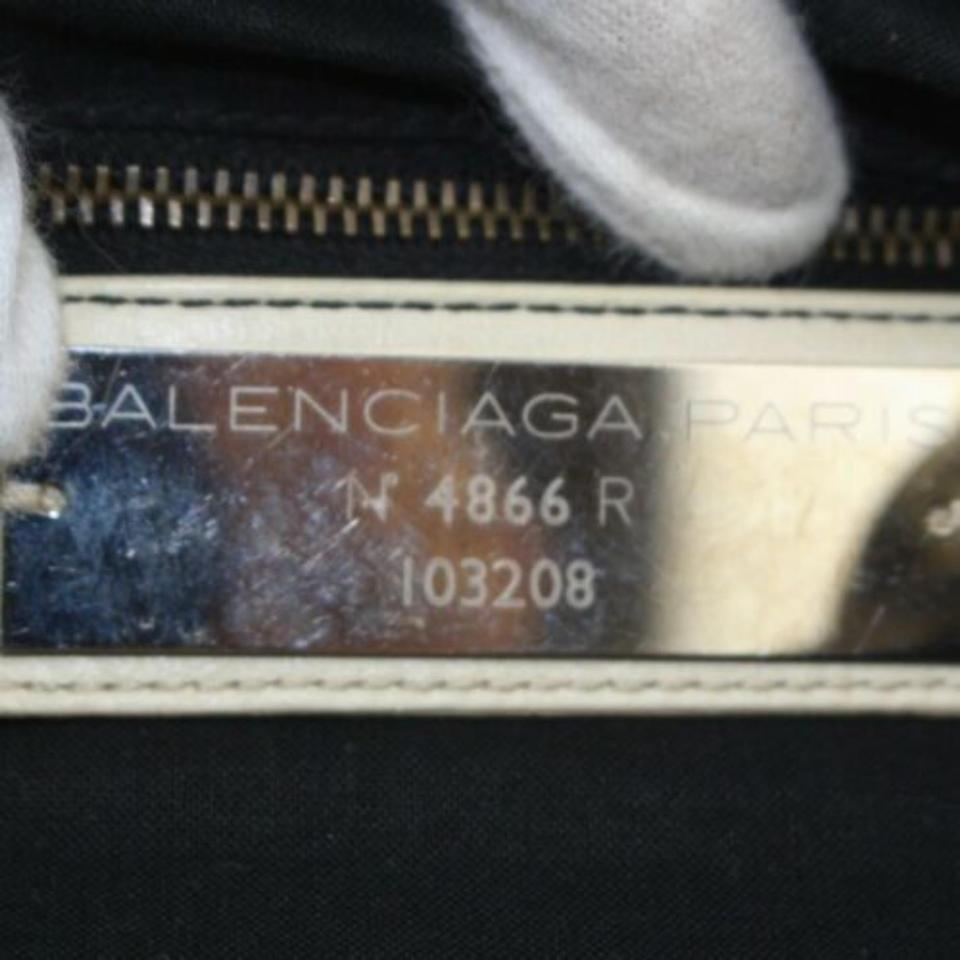 BALENCIAGA PARIS
N° 4866 R
103208